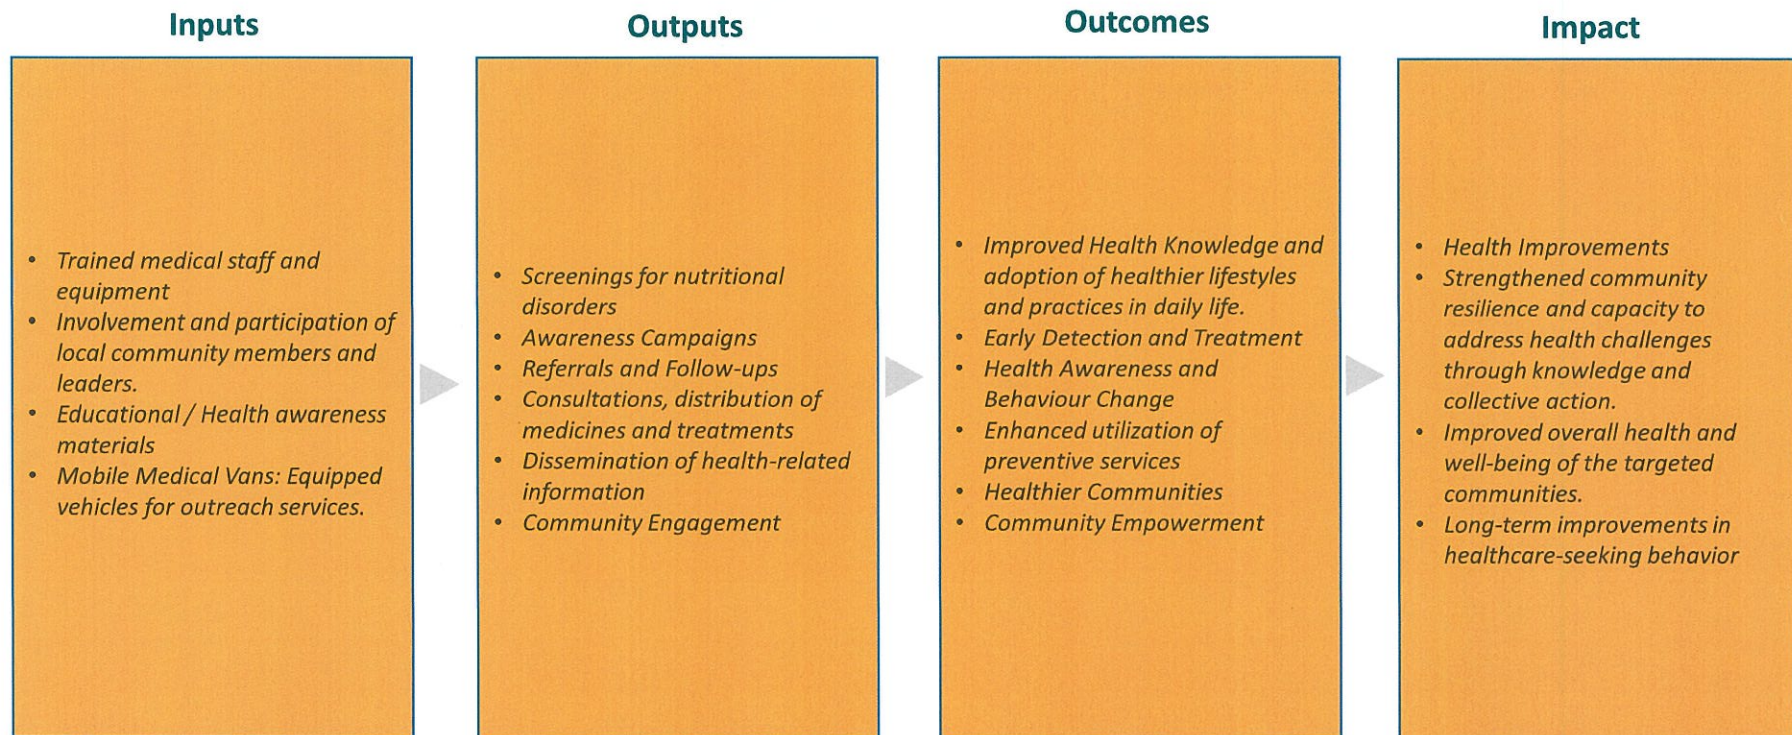 Inputs
• Trained medical staff and
equipment
• Involvement and participation of
local community members and
leaders.
• Educational / Health awareness
materials
• Mobile Medical Vans: Equipped
vehicles for outreach services.
Outputs
• Screenings for nutritional
disorders
• Awareness Campaigns
• Referrals and Follow-ups
• Consultations, distribution of
medicines and treatments
• Dissemination of health-related
information
• Community Engagement
Outcomes
• Improved Health Knowledge and
adoption of healthier lifestyles
and practices in daily life.
• Early Detection and Treatment
• Health Awareness and
Behaviour Change
• Enhanced utilization of
preventive services
• Healthier Communities
• Community Empowerment
Impact
• Health Improvements
• Strengthened community
resilience and capacity to
address health challenges
through knowledge and
collective action.
• Improved overall health and
well-being of the targeted
communities.
• Long-term improvements in
healthcare-seeking behavior